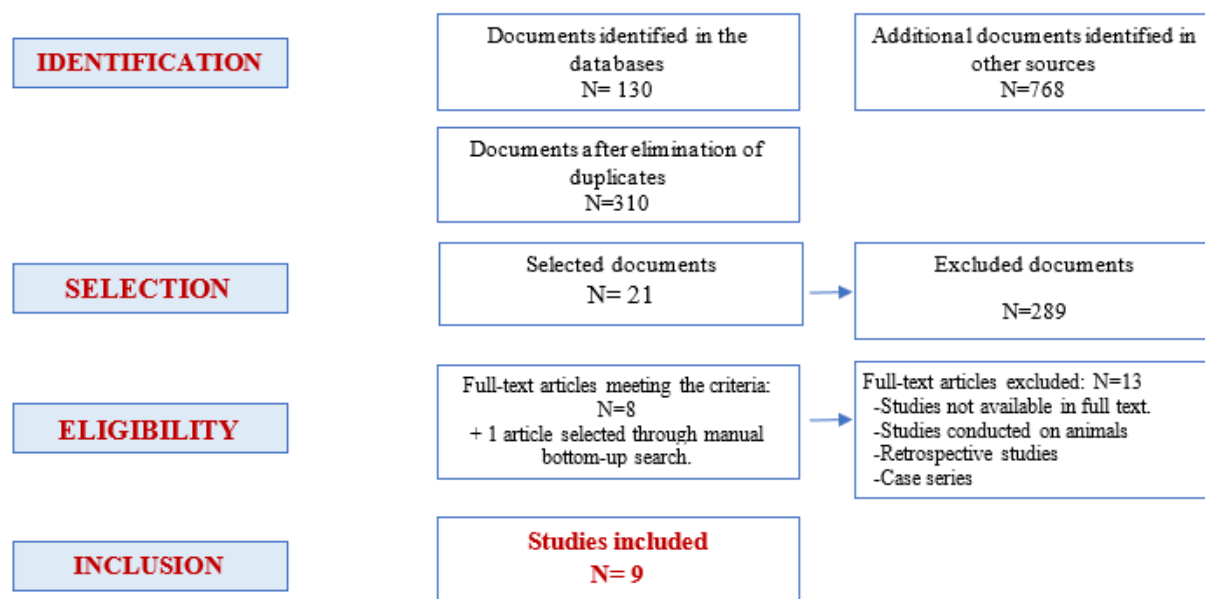 IDENTIFICATION
Documents identified in the
databases
N= 130
Additional documents identified in
other sources
N=768
Documents after elimination of
duplicates
N=310
SELECTION
Selected documents
N= 21
Excluded documents
N=289
ELIGIBILITY
Full-text articles meeting the criteria:
N=8
+ 1 article selected through manual
bottom-up search.
Full-text articles excluded: N=13
-Studies not available in full text.
-Studies conducted on animals
-Retrospective studies
-Case series
INCLUSION
Studies included
N= 9